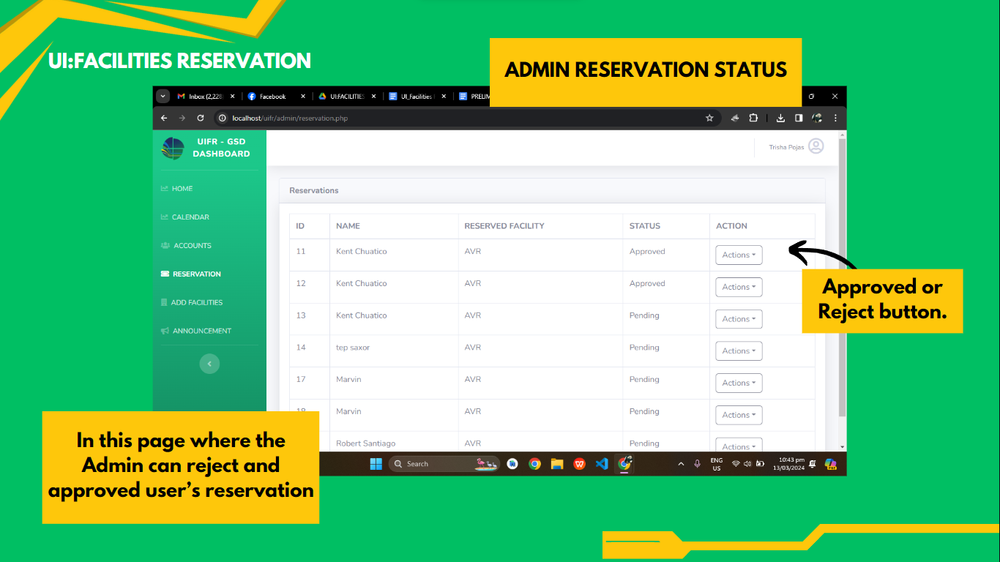 UI:FACILITIES RESERVATION
ADMIN RESERVATION STATUS
Inbox (2,228
Facebook
UI:FACILITIES
UI_Facilities
PRELIM
localhost/uifr/admin/reservation.php
UIFR - GSD
DASHBOARD
Trisha Pojas
HOME
CALENDAR
ACCOUNTS
RESERVATION
ADD FACILITIES
ANNOUNCEMENT
Reservations
ID NAME RESERVED FACILITY STATUS ACTION
11 Kent Chuatico AVR Approved Actions
12 Kent Chuatico AVR Approved Actions
13 Kent Chuatico AVR Pending Actions
14 tep saxor AVR Pending Actions
17 Marvin AVR Pending Actions
18 Marvin AVR Pending Actions
Robert Santiago AVR Pending Actions
Approved or
Reject button.
In this page where the
Admin can reject and
approved user's reservation
Search
ENG
US
10:43 pm
13/03/2024